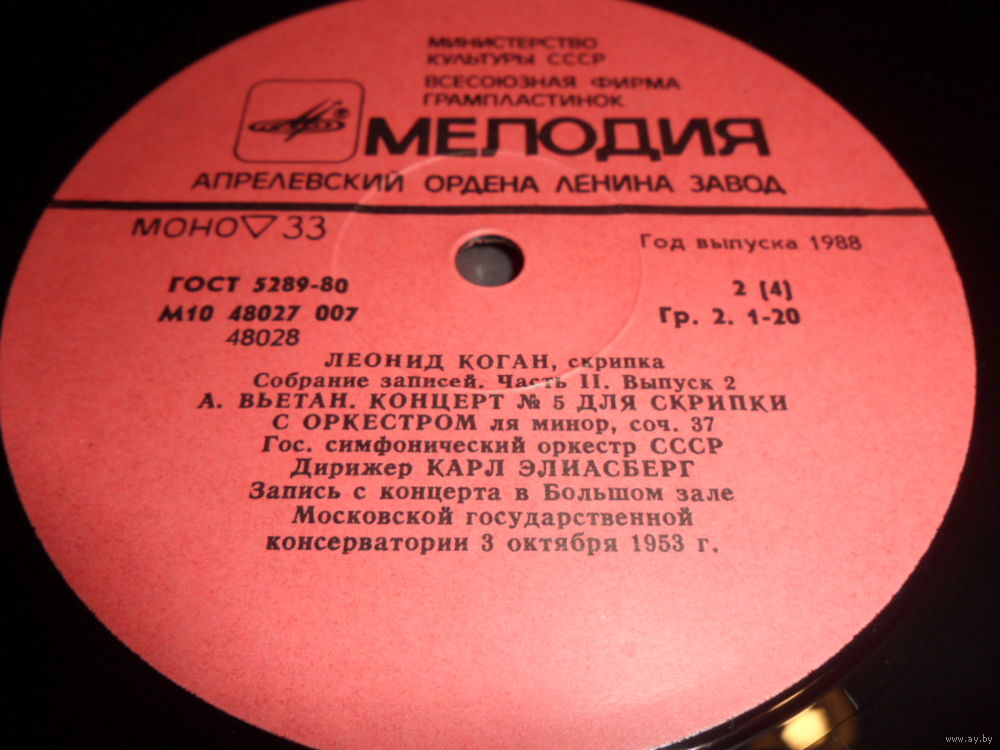 МИНИСТЕРСТВО
КУЛЬТУРЫ СССР
ВСЕСОЮЗНАЯ ФИРМА
ГРАМПЛАСТИНОК
МЕЛОДИЯ
АПРЕЛЕВСКИЙ ОРДЕНА ЛЕНИНА ЗАВОД
МОНО▽33
Год выпуска 1988
ГОСТ 5289-80
2 (4)
М10 48027 007
Гр. 2. 1-20
48028
ЛЕОНИД КОГАН, скрипка
Собрание записей. Часть II. Выпуск 2
А. ВЬЕТАН. КОНЦЕРТ № 5 ДЛЯ СКРИПКИ
С ОРКЕСТРОМ ля минор, соч. 37
Гос. симфонический оркестр СССР
Дирижер КАРЛ ЭЛИАСБЕРГ
Запись с концерта в Большом зале
Московской государственной
консерватории 3 октября 1953 г.
www.ay.by